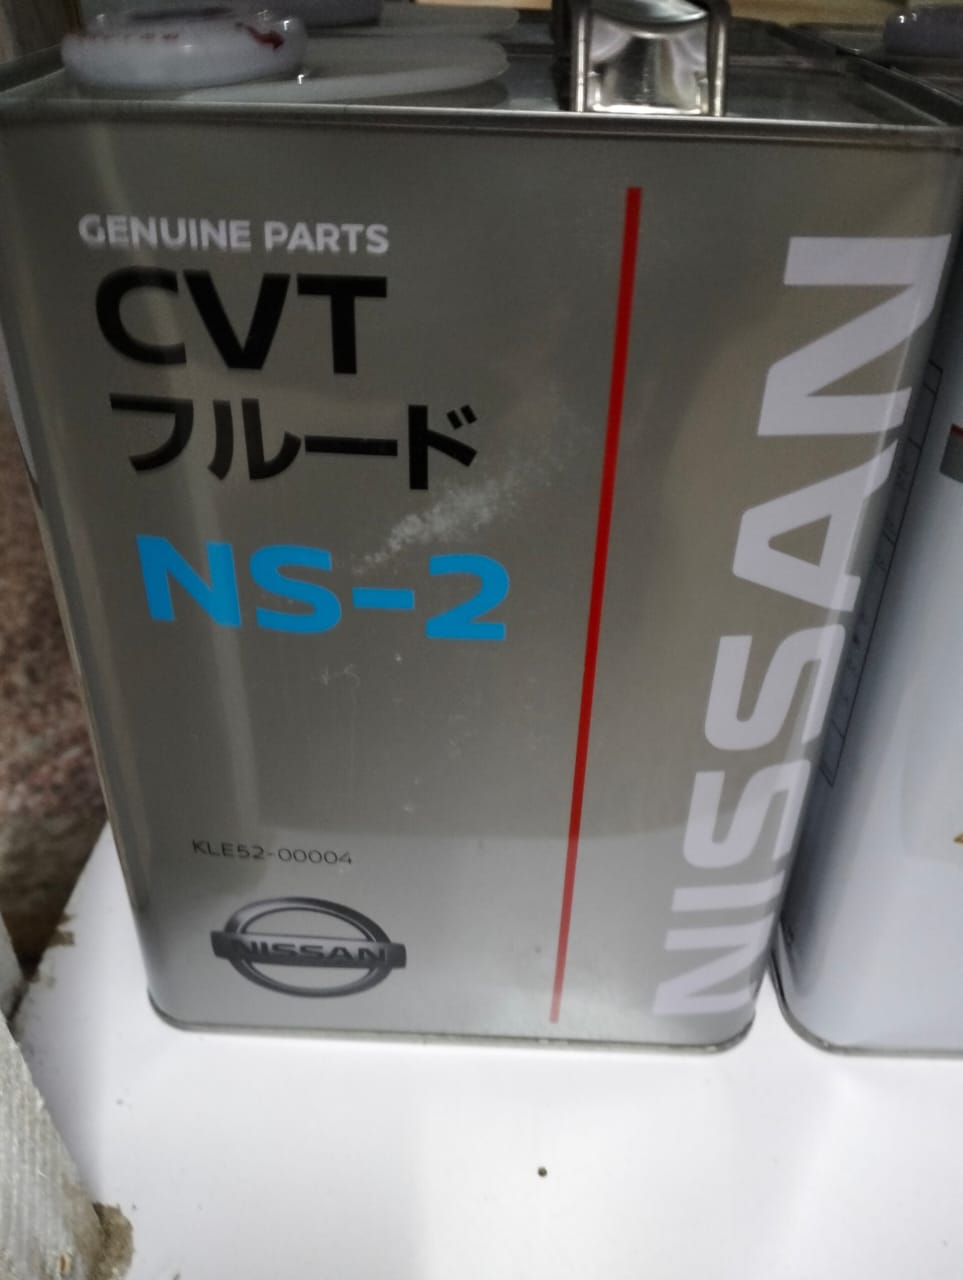 GENUINE PARTS
CVT
フルード
NS-2
KLE52-00004
NISSAN
NISSAN